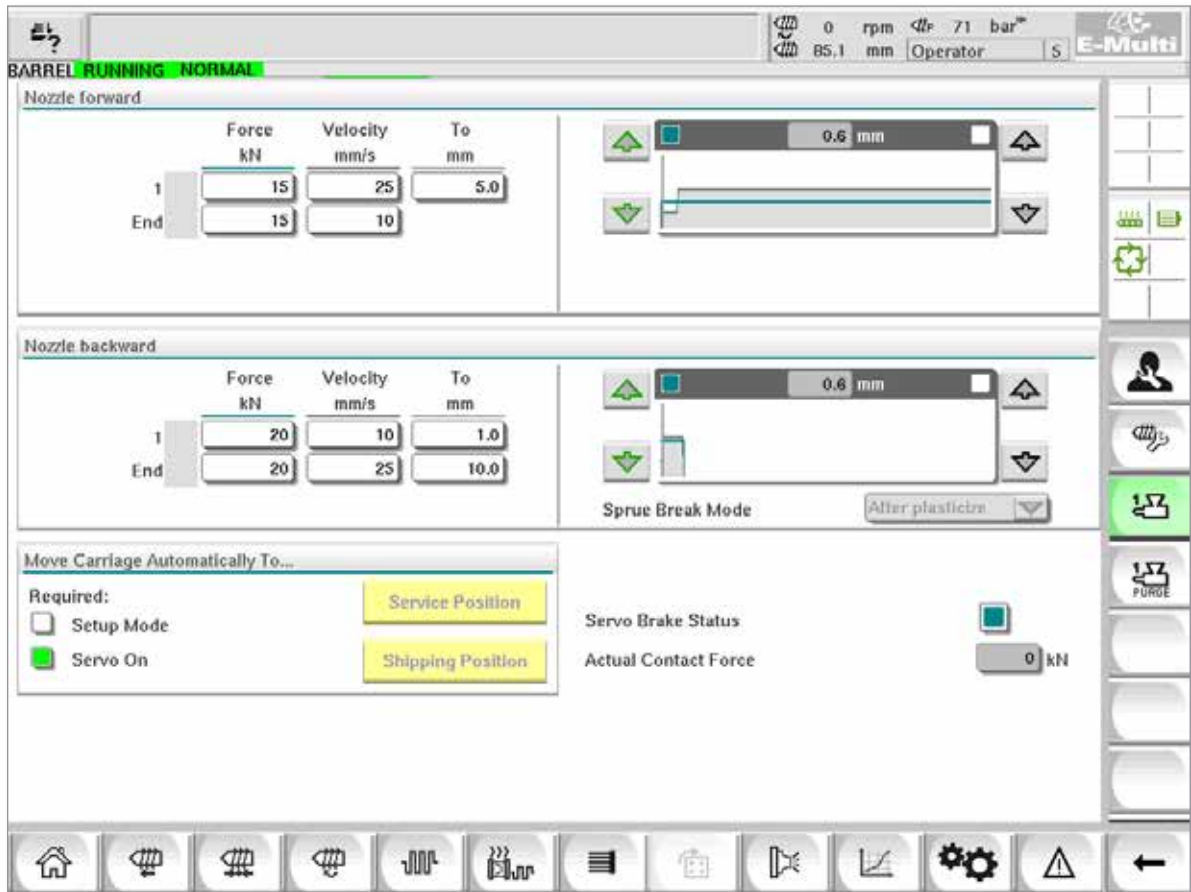 0 rpm 71 bar
85.1 mm Operator S
E-Multi
BARREL RUNNING NORMAL
Nozzle forward
Force Velocity To
kN mm/s mm
1 15 25 5.0
End 15 10
0.6 mm
Nozzle backward
Force Velocity To
kN mm/s mm
1 20 10 1.0
End 20 25 10.0
0.6 mm
Sprue Break Mode After plasticize
Move Carriage Automatically To...
Required:
Setup Mode
Servo On
Service Position
Shipping Position
Servo Brake Status
Actual Contact Force 0 kN
PURGE